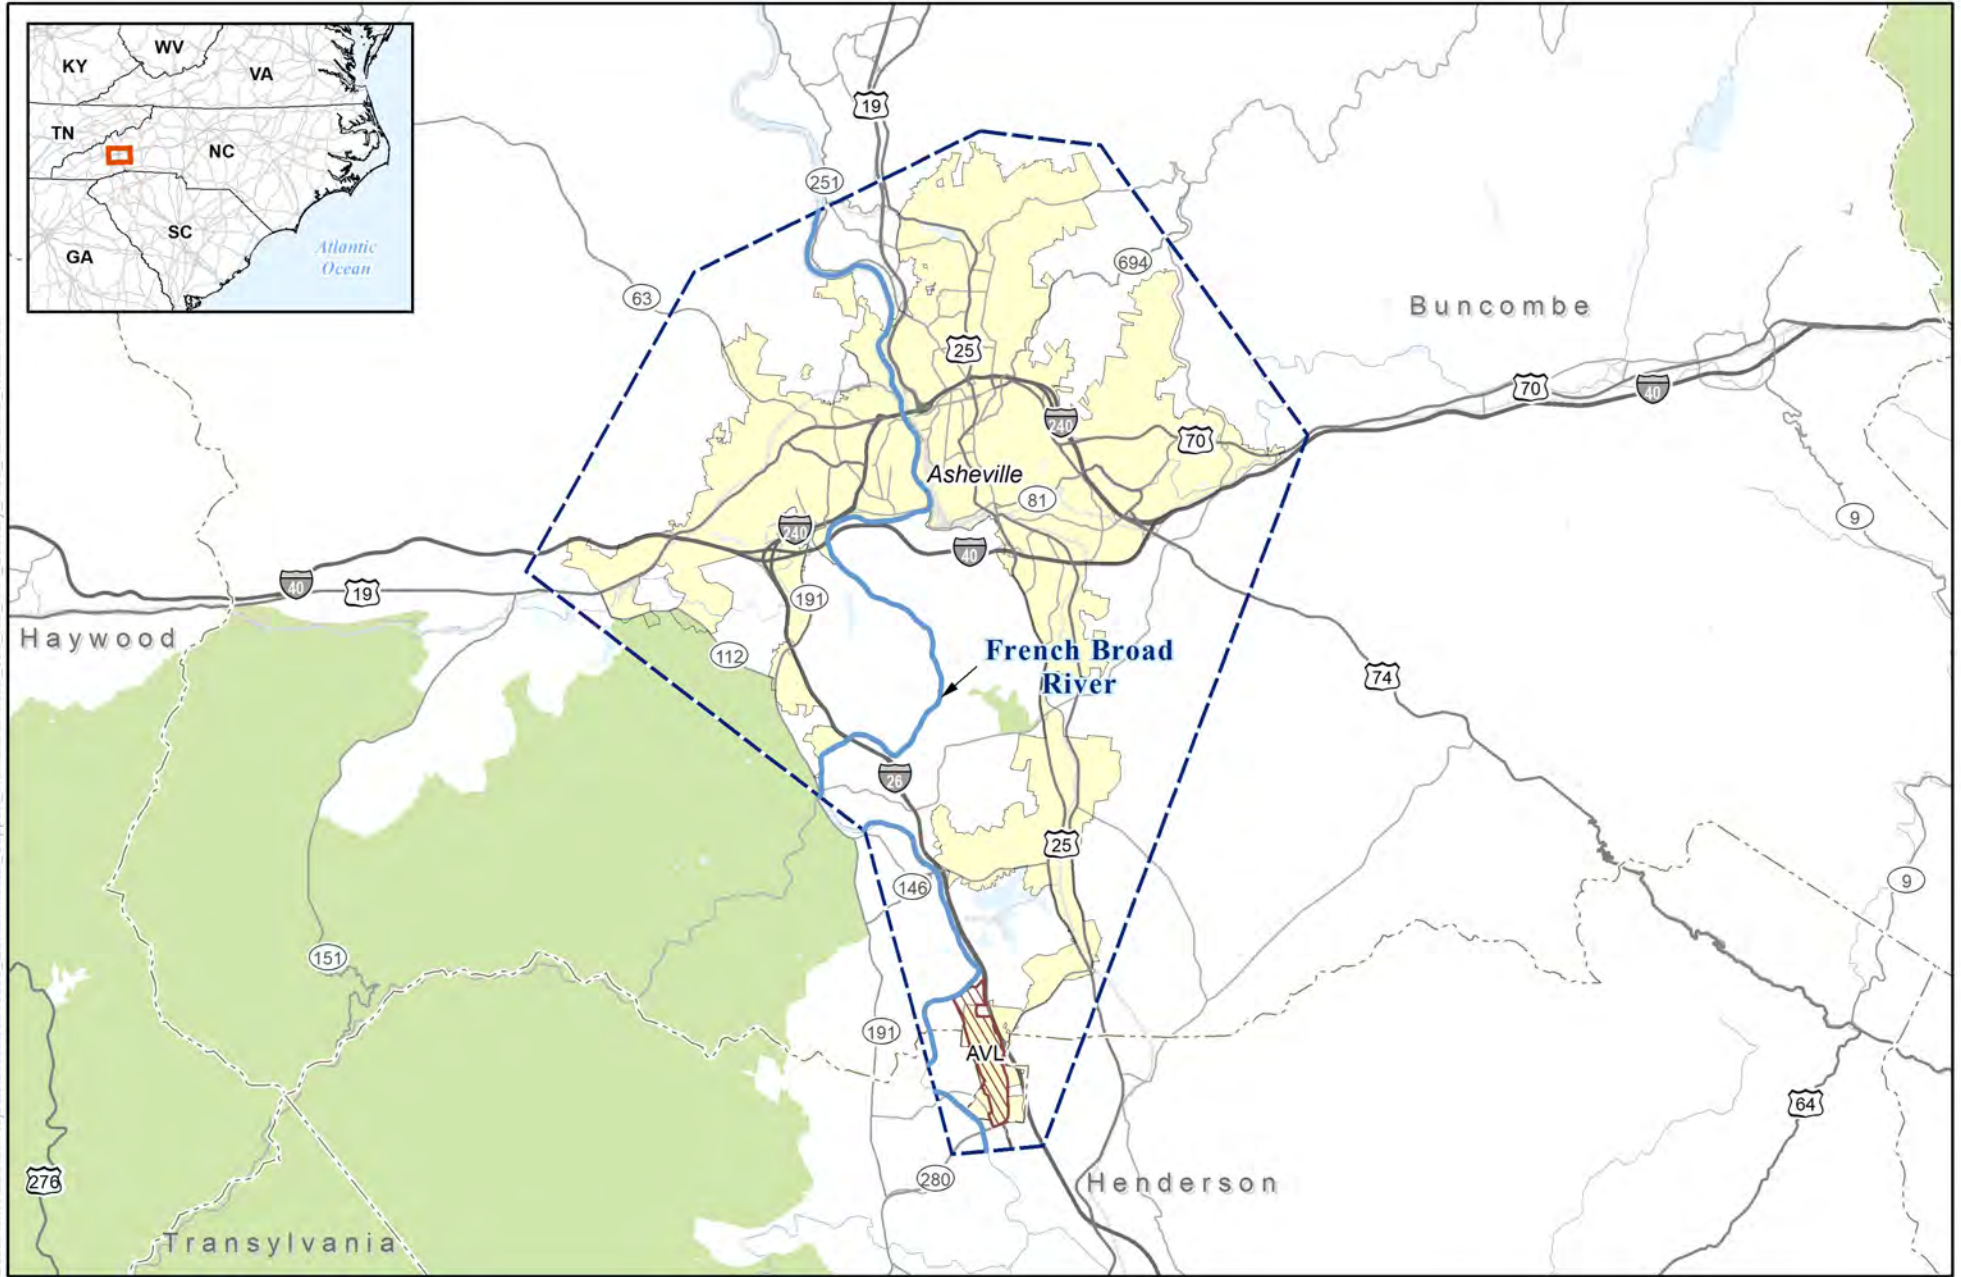 WV
KY
VA
TN
NC
SC
GA
Atlantic
Ocean
19
251
694
63
Buncombe
25
70
40
240
70
Asheville
81
9
240
40
40
19
191
Haywood
112
French Broad
River
74
26
25
146
9
151
191
AVL
64
276
280
Henderson
Transylvania